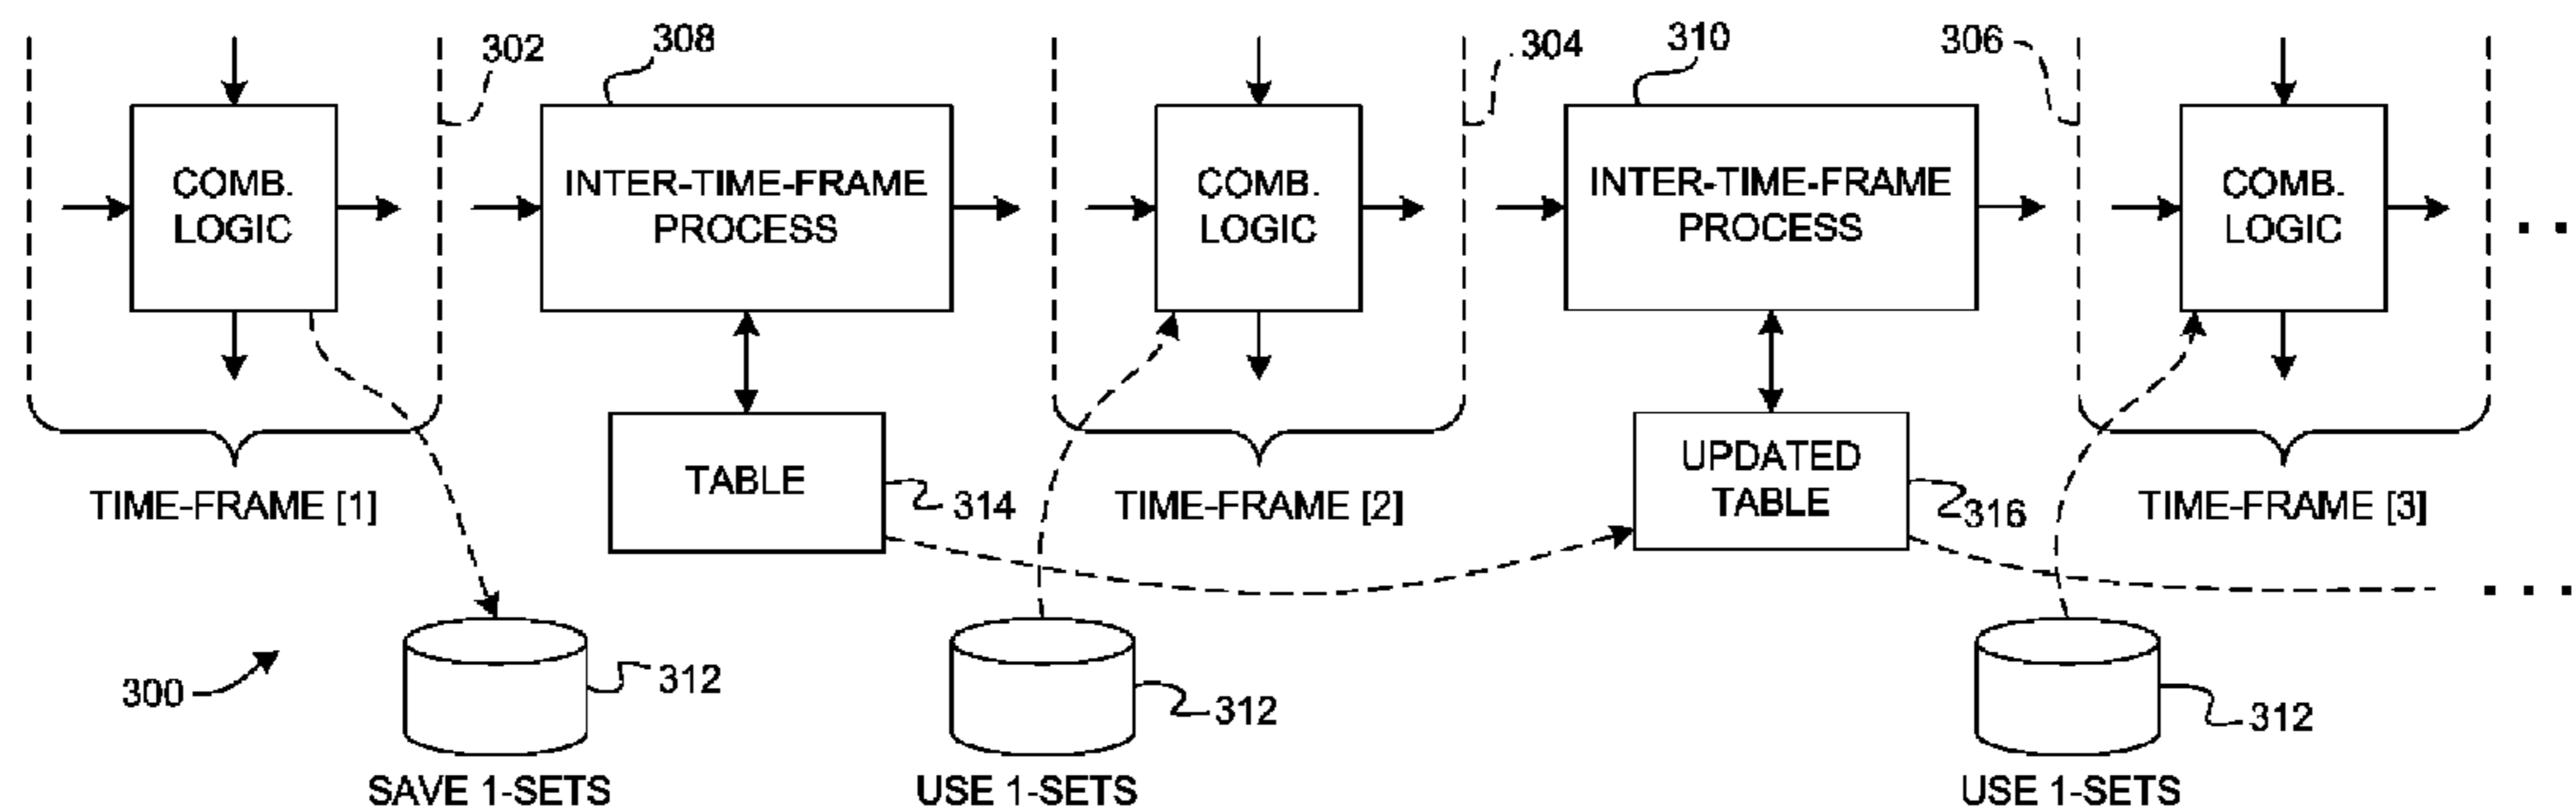 302
308
304
310
306
COMB.
LOGIC
INTER-TIME-FRAME
PROCESS
COMB.
LOGIC
INTER-TIME-FRAME
PROCESS
COMB.
LOGIC
. .
TABLE
314
UPDATED
TABLE
316
TIME-FRAME [1]
TIME-FRAME [2]
TIME-FRAME [3]
. . .
300
312
312
312
SAVE 1-SETS
USE 1-SETS
USE 1-SETS